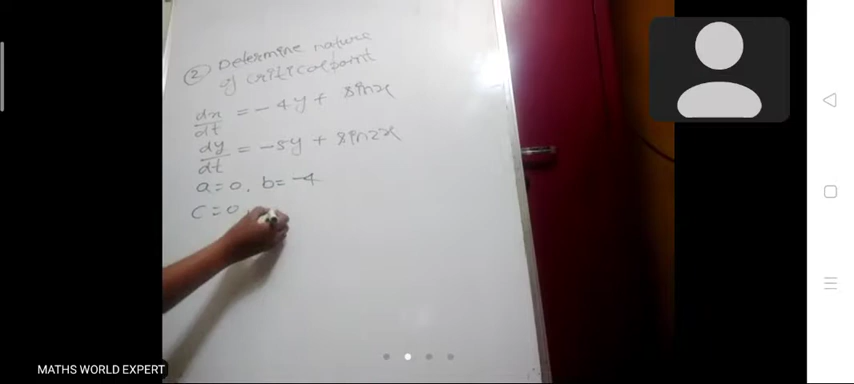 ② Determine nature
of critical point
dx/dt = -4y + sinx
dy/dt = -5y + sin2x
a=0, b=-4
c=0
MATHS WORLD EXPERT